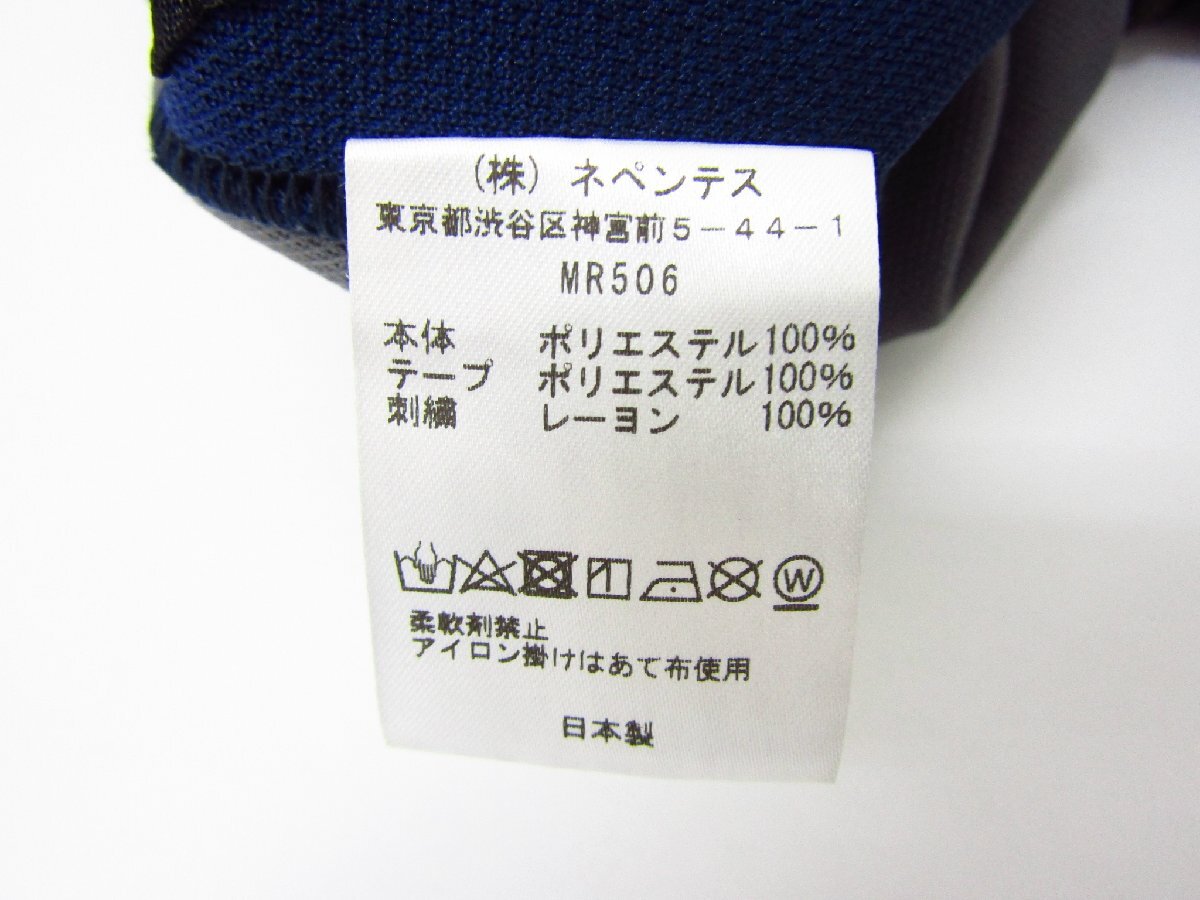 (株) ネペンテス
東京都渋谷区神宮前5-44-1
MR506
本体 ポリエステル100%
テープ ポリエステル100%
刺繍 レーヨン 100%
W
柔軟剤禁止
アイロン掛けはあて布使用
日本製